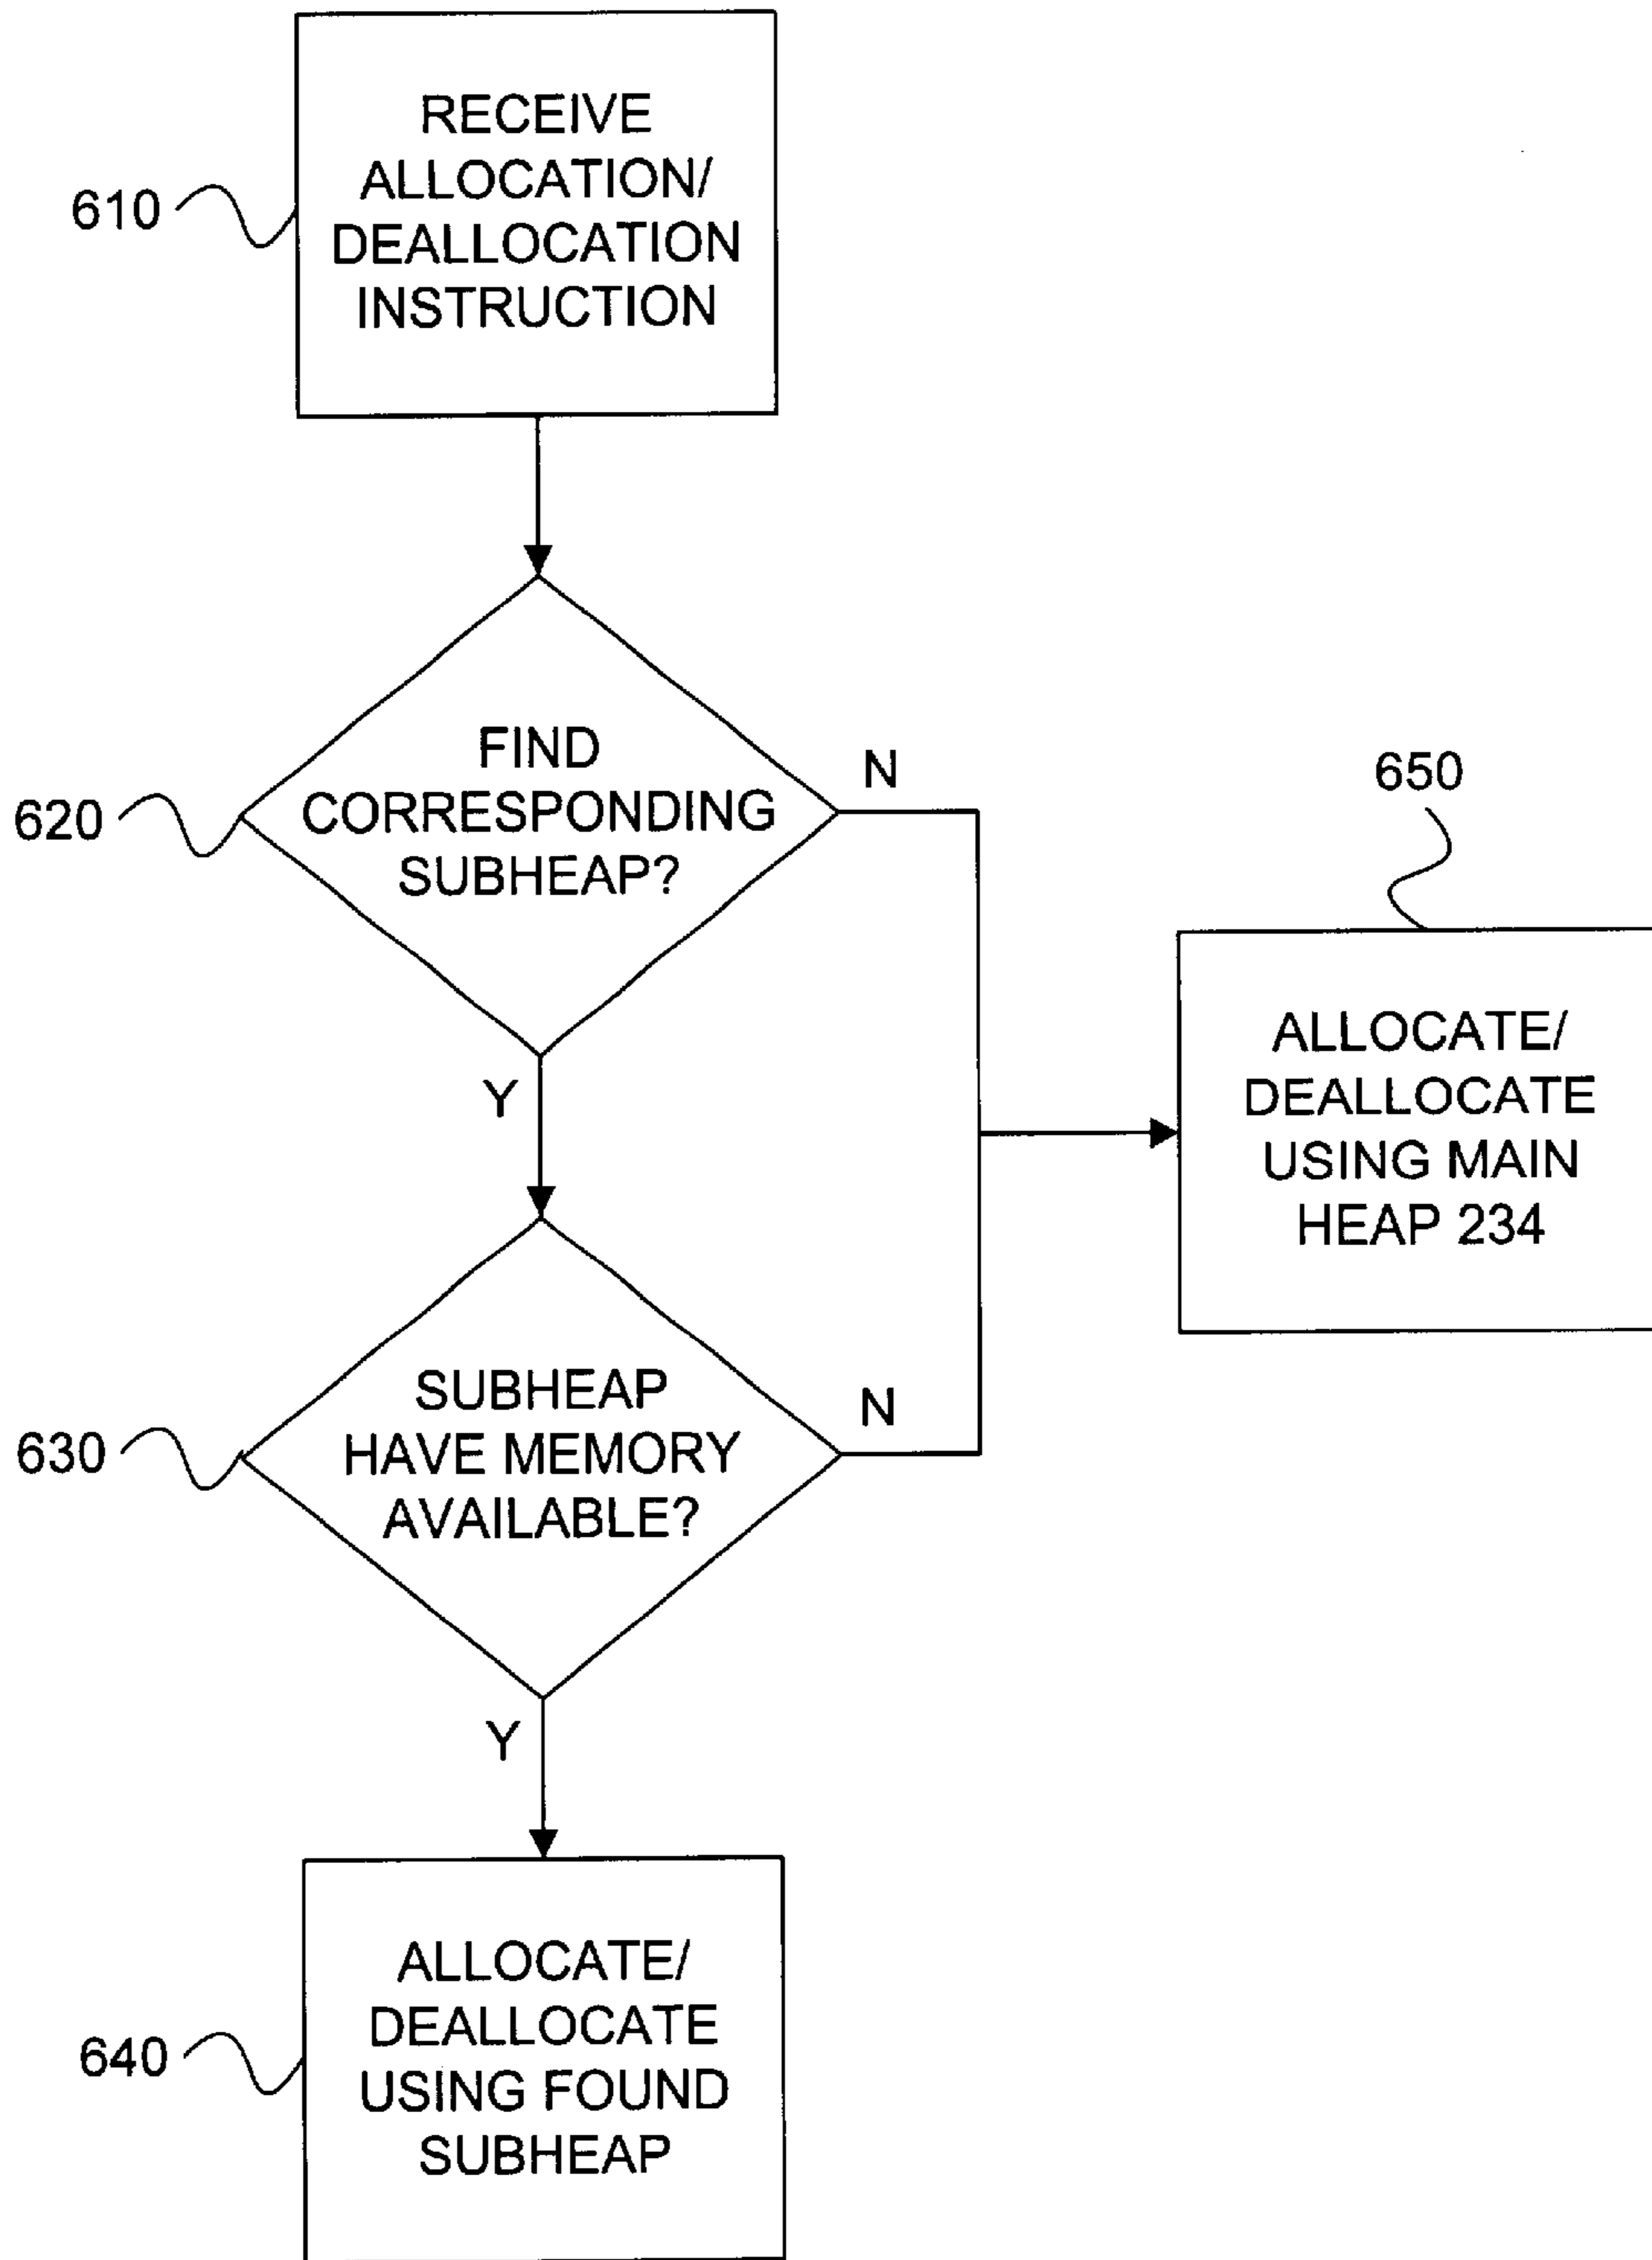 RECEIVE
ALLOCATION/
DEALLOCATION
INSTRUCTION
610
FIND
CORRESPONDING
SUBHEAP?
620
N
Y
650
ALLOCATE/
DEALLOCATE
USING MAIN
HEAP 234
SUBHEAP
HAVE MEMORY
AVAILABLE?
630
N
Y
ALLOCATE/
DEALLOCATE
USING FOUND
SUBHEAP
640